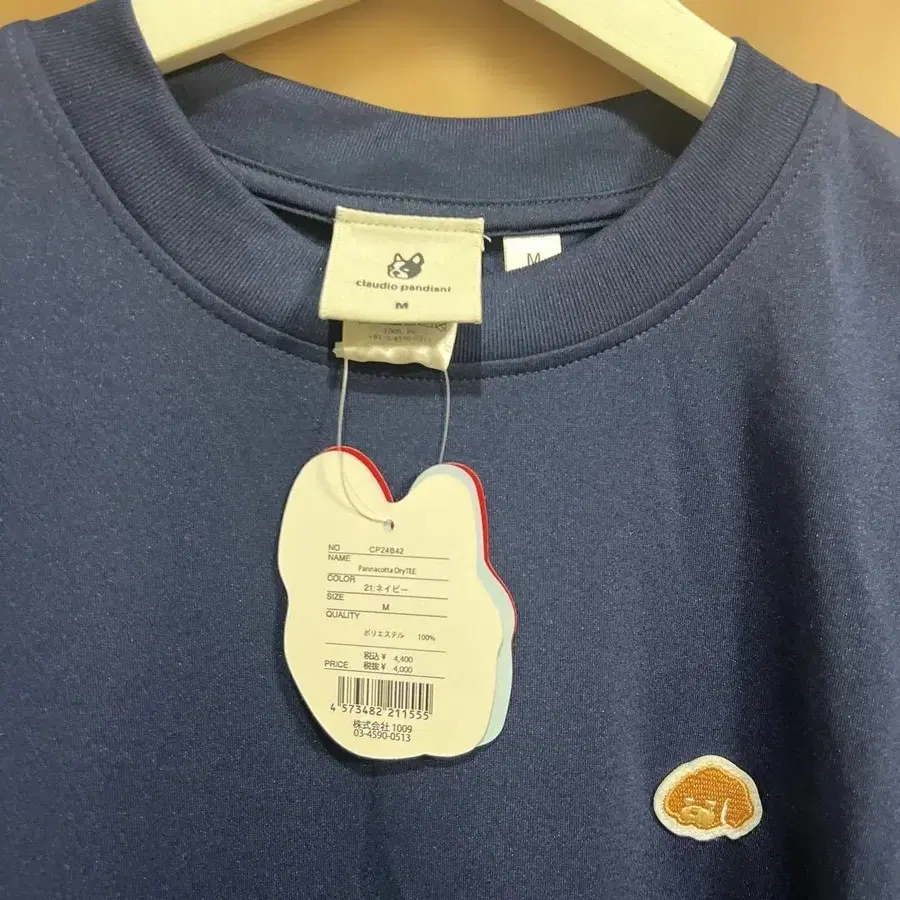 claudio pandiani
M
M
NO CP24B42
NAME Pannacotta DryTEE
COLOR 21:ネイビー
SIZE M
QUALITY
ポリエステル 100%
税込¥ 4,400
PRICE 税抜¥ 4,000
4 573482 211555
株式会社 1009
03-4590-0513